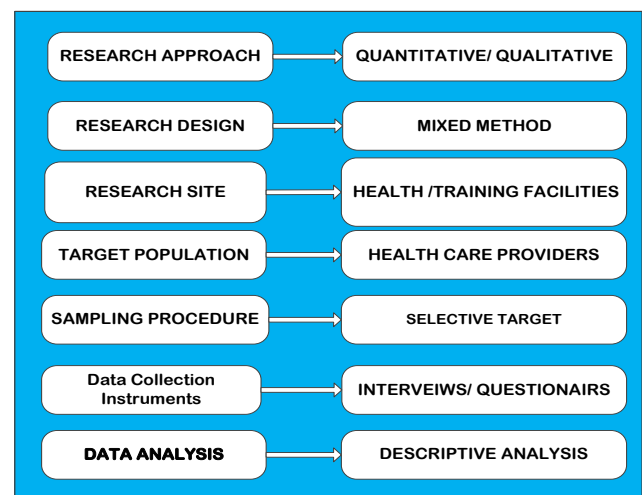 RESEARCH APPROACH
QUANTITATIVE/ QUALITATIVE
RESEARCH DESIGN
MIXED METHOD
RESEARCH SITE
HEALTH /TRAINING FACILITIES
TARGET POPULATION
HEALTH CARE PROVIDERS
SAMPLING PROCEDURE
SELECTIVE TARGET
Data Collection
Instruments
INTERVEIWS/ QUESTIONAIRS
DATA ANALYSIS
DESCRIPTIVE ANALYSIS